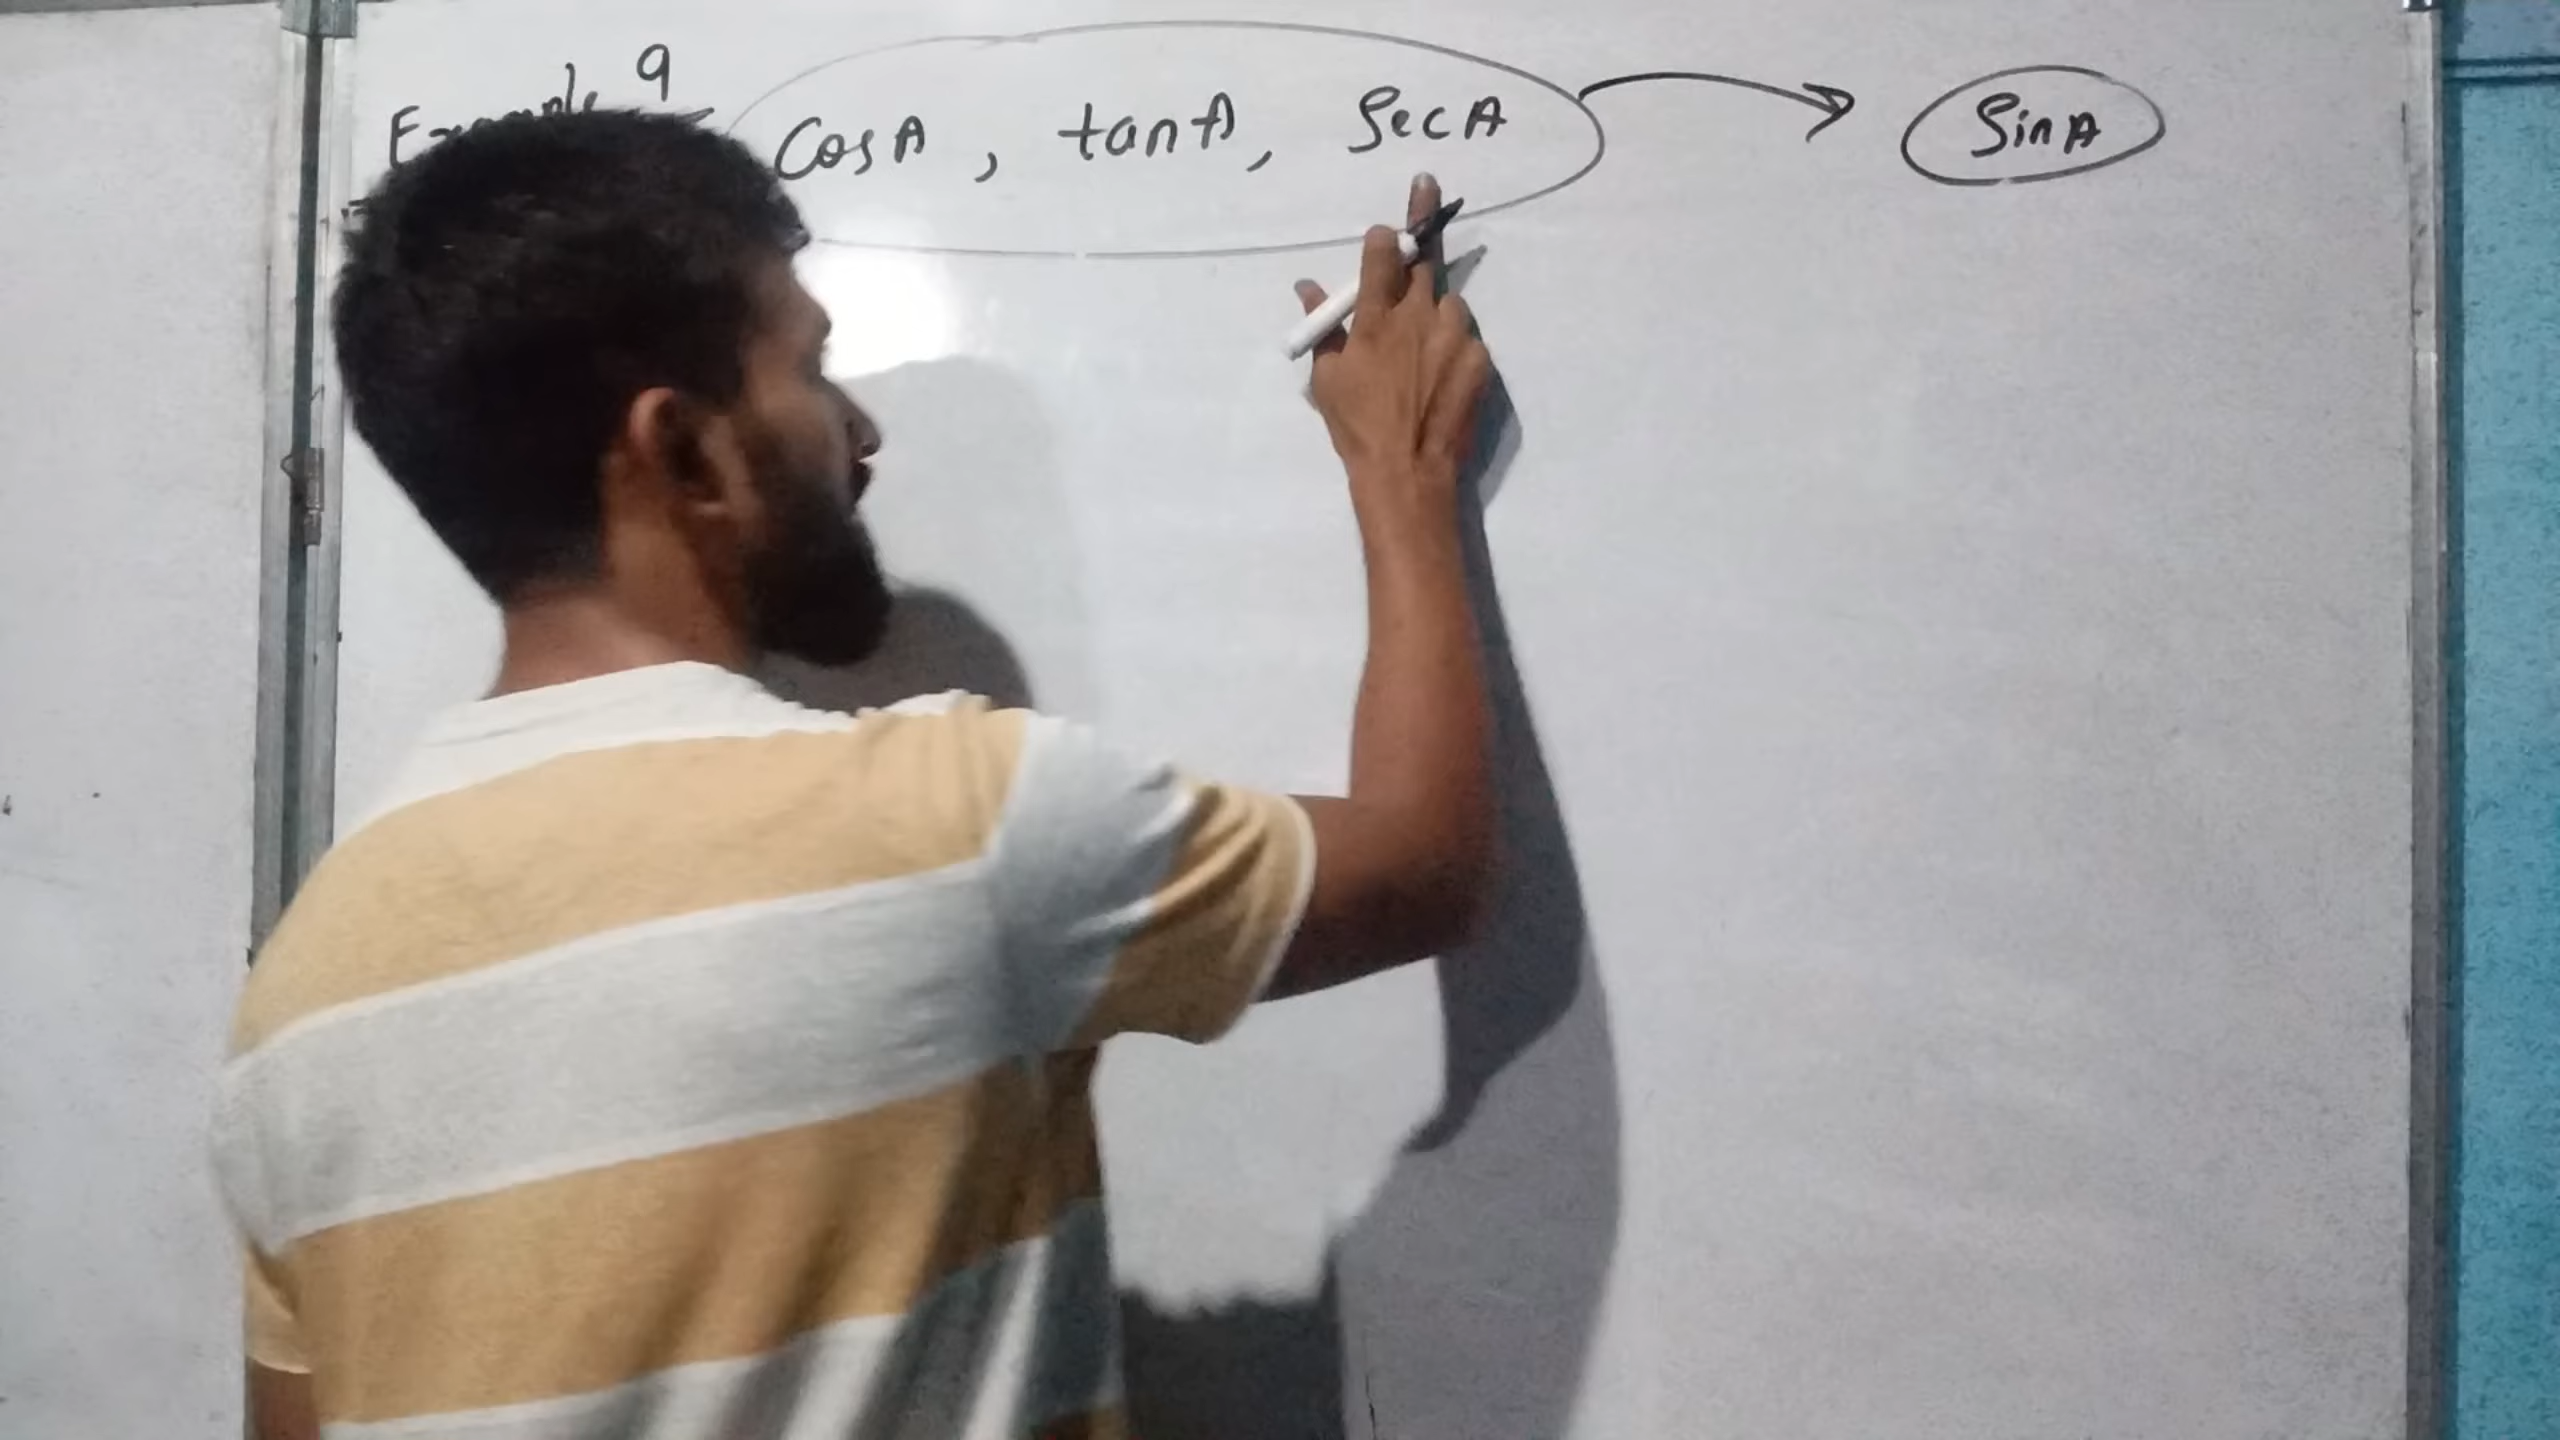 Example 9 CosA , tanA, SecA → SinA